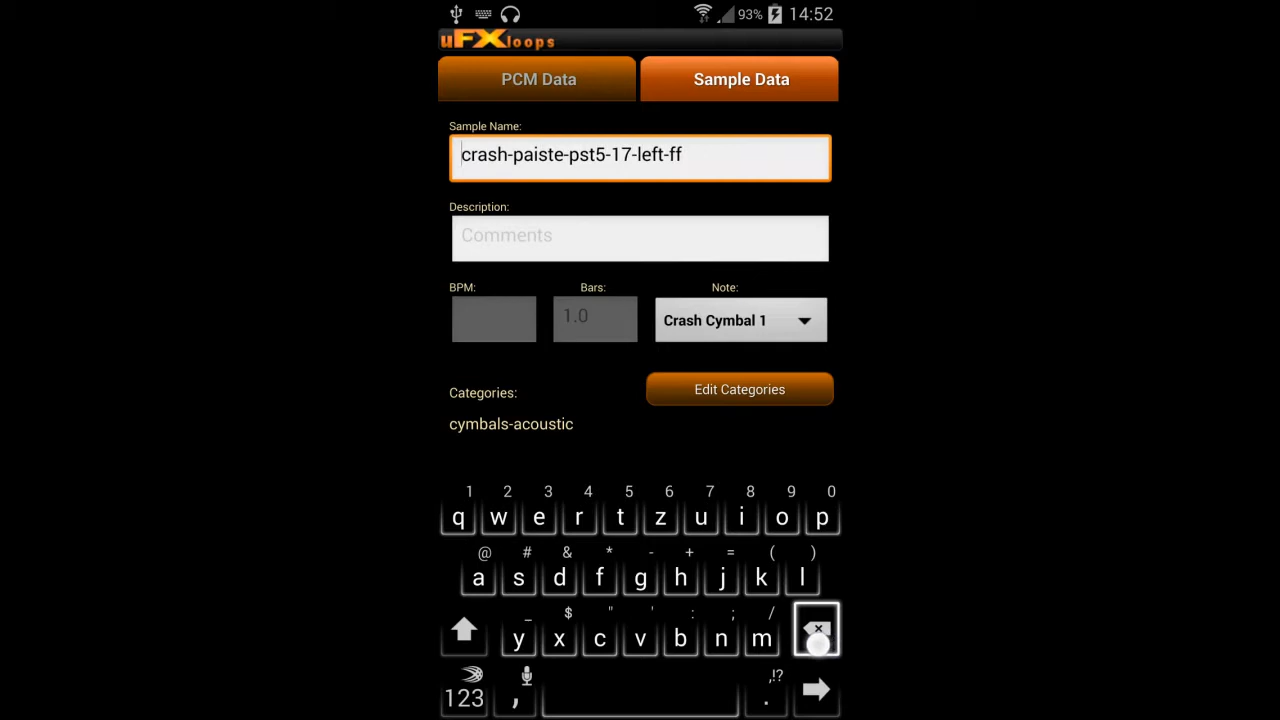 93% 14:52
uFXloops
PCM Data Sample Data
Sample Name:
crash-paiste-pst5-17-left-ff
Description:
Comments
BPM: Bars: Note:
1.0 Crash Cymbal 1
Categories: Edit Categories
cymbals-acoustic
1 2 3 4 5 6 7 8 9 0
q w e r t z u i o p
@ # & * - + = ( )
a s d f g h j k l
_ $ " ' : ; /
y x c v b n m
,!?
123 , .